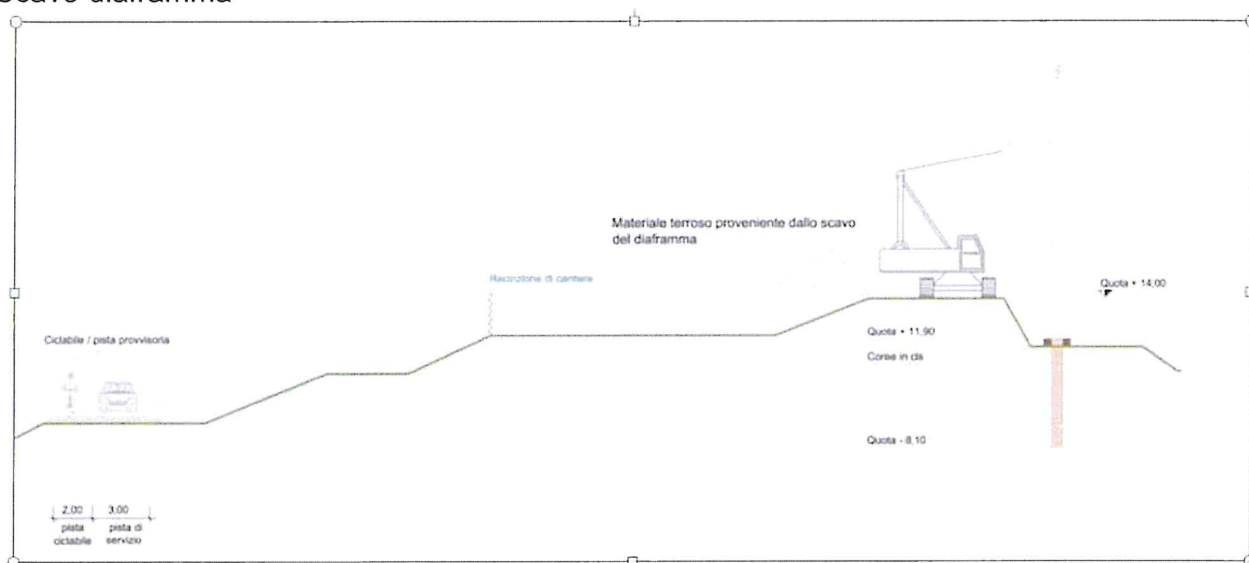 Scavo diaframma
Materiale terroso proveniente dallo scavo
del diaframma
Recinzione di cantiere
Quota + 14,00
Ciclabile / pista provvisoria
Quota + 11,90
Coree in cls
Quota - 8,10
2,00 3,00
pista ciclabile
pista di servizio